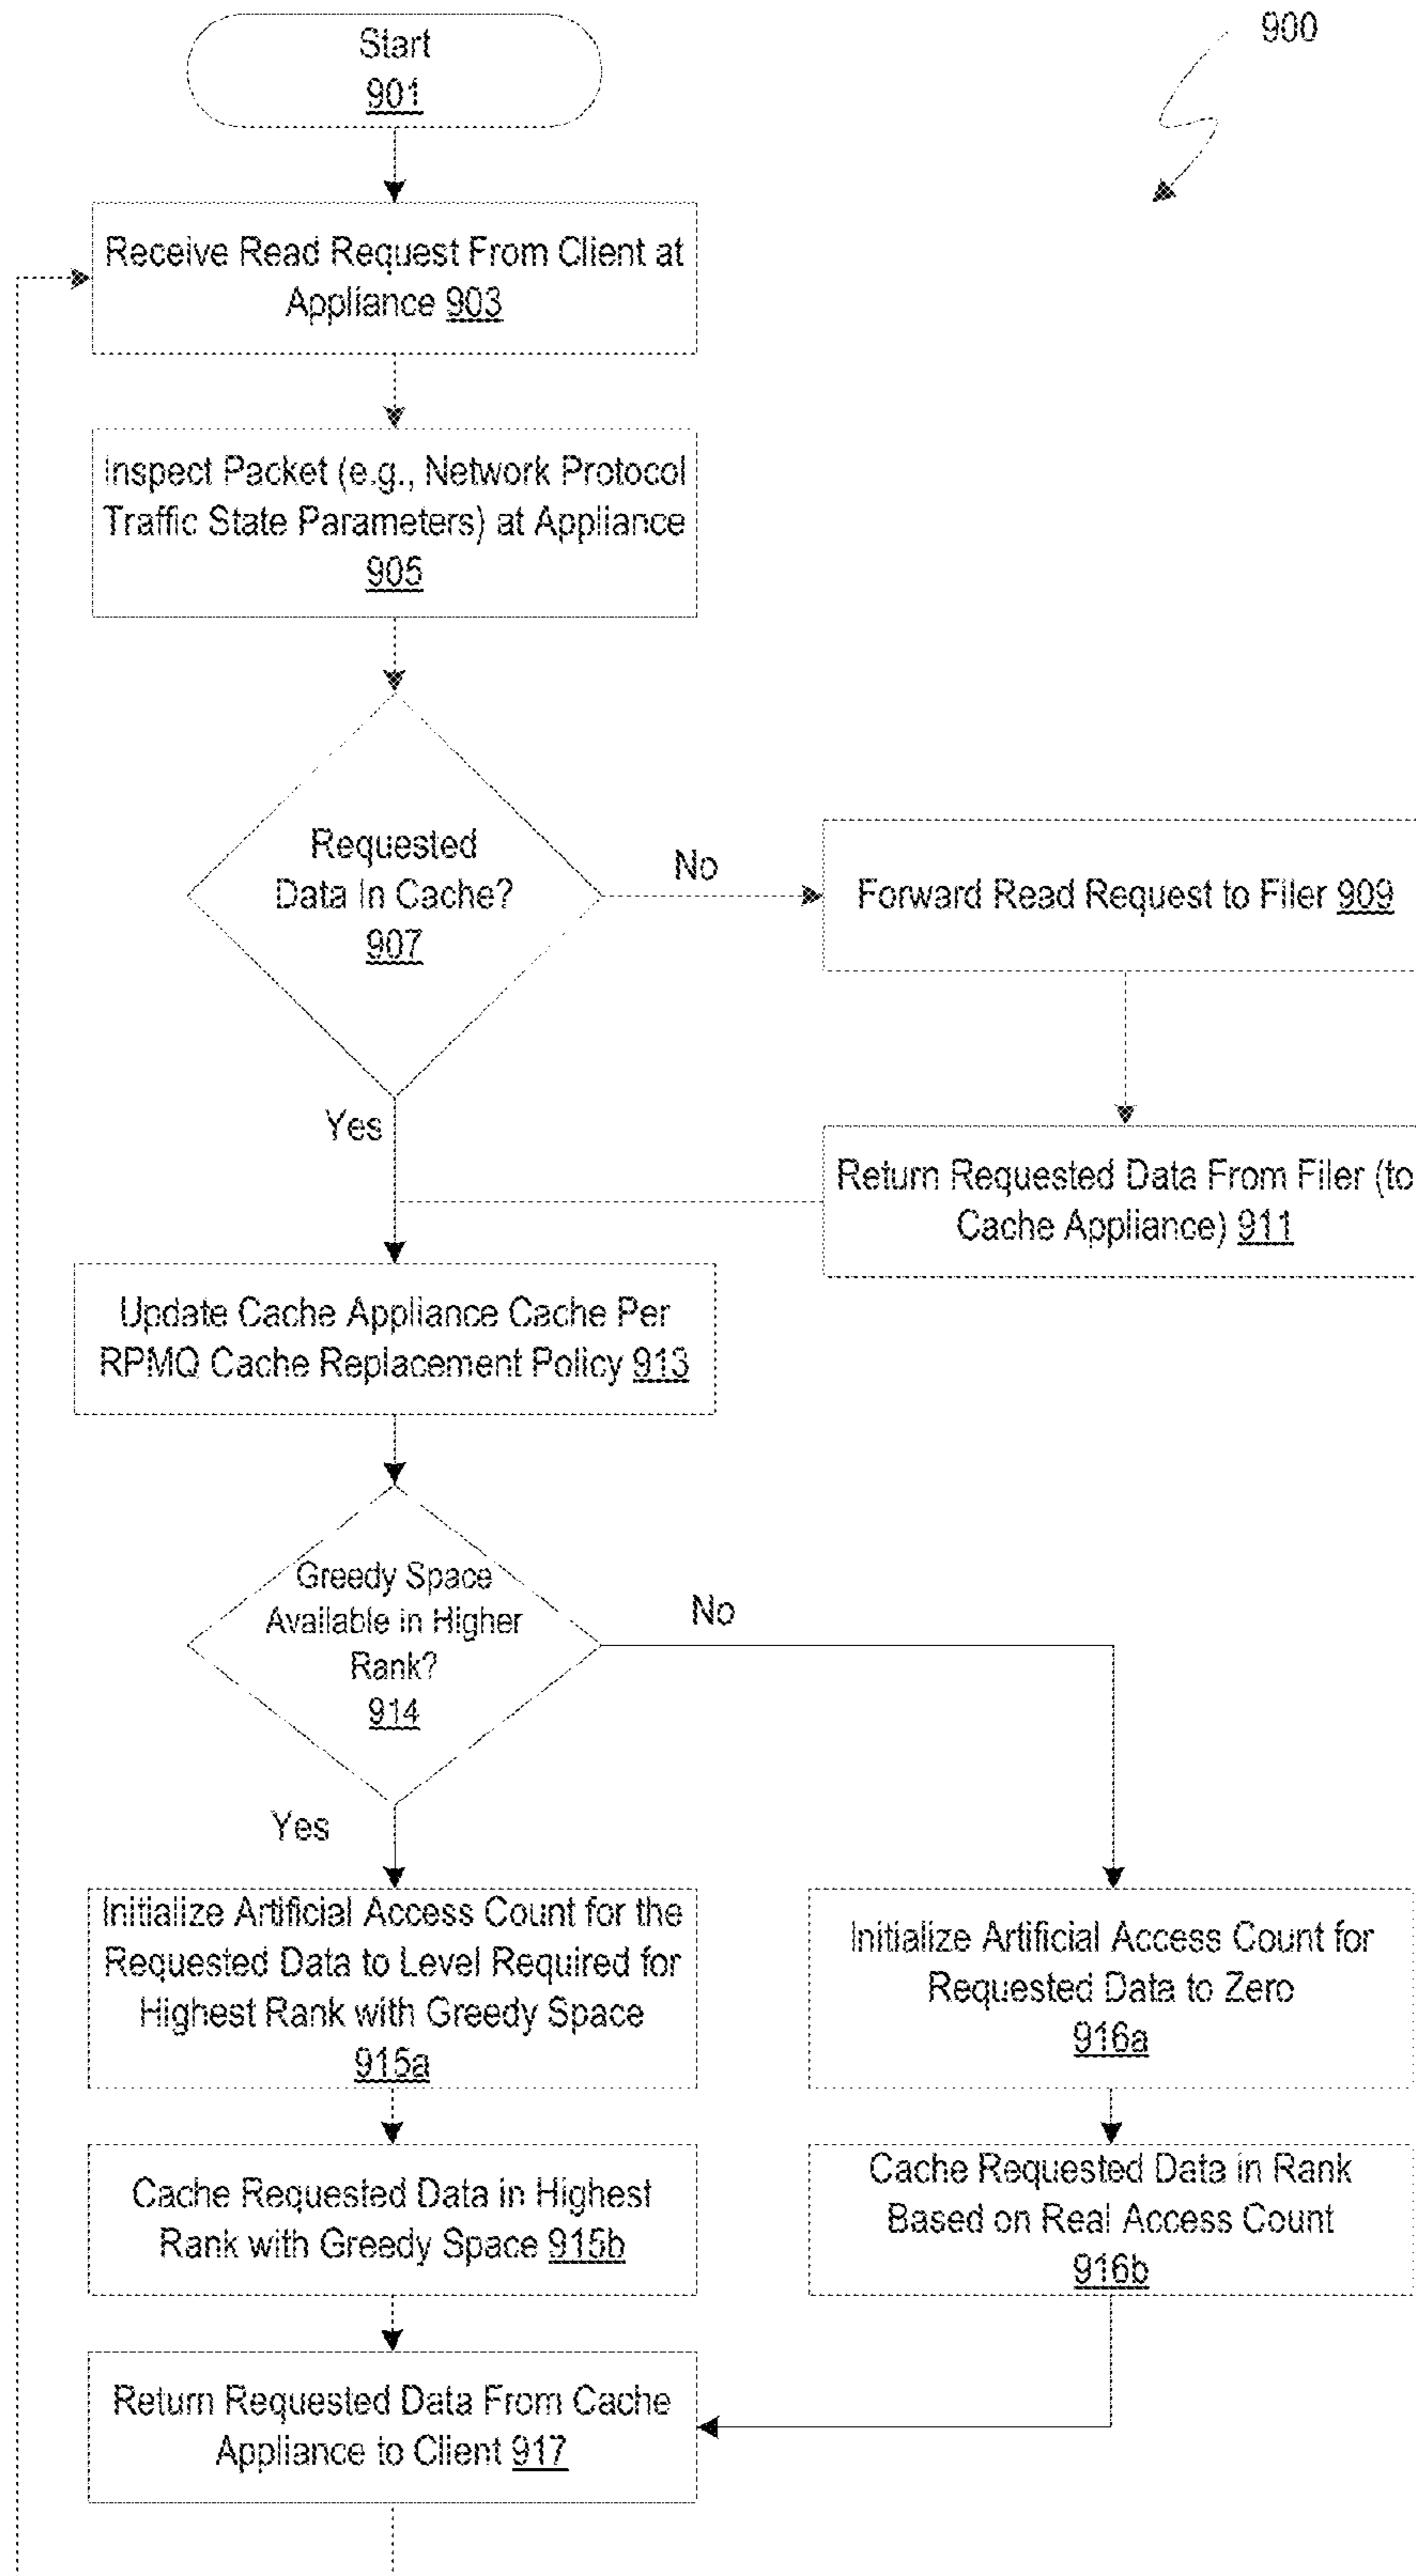 900
Start
901
Receive Read Request From Client at
Appliance 903
Inspect Packet (e.g., Network Protocol
Traffic State Parameters) at Appliance
905
Requested
Data In Cache?
907
No
Forward Read Request to Filer 909
Yes
Return Requested Data From Filer (to
Cache Appliance) 911
Update Cache Appliance Cache Per
RPMQ Cache Replacement Policy 913
Greedy Space
Available in Higher
Rank?
914
No
Yes
Initialize Artificial Access Count for the
Requested Data to Level Required for
Highest Rank with Greedy Space
915a
Initialize Artificial Access Count for
Requested Data to Zero
916a
Cache Requested Data in Highest
Rank with Greedy Space 915b
Cache Requested Data in Rank
Based on Real Access Count
916b
Return Requested Data From Cache
Appliance to Client 917